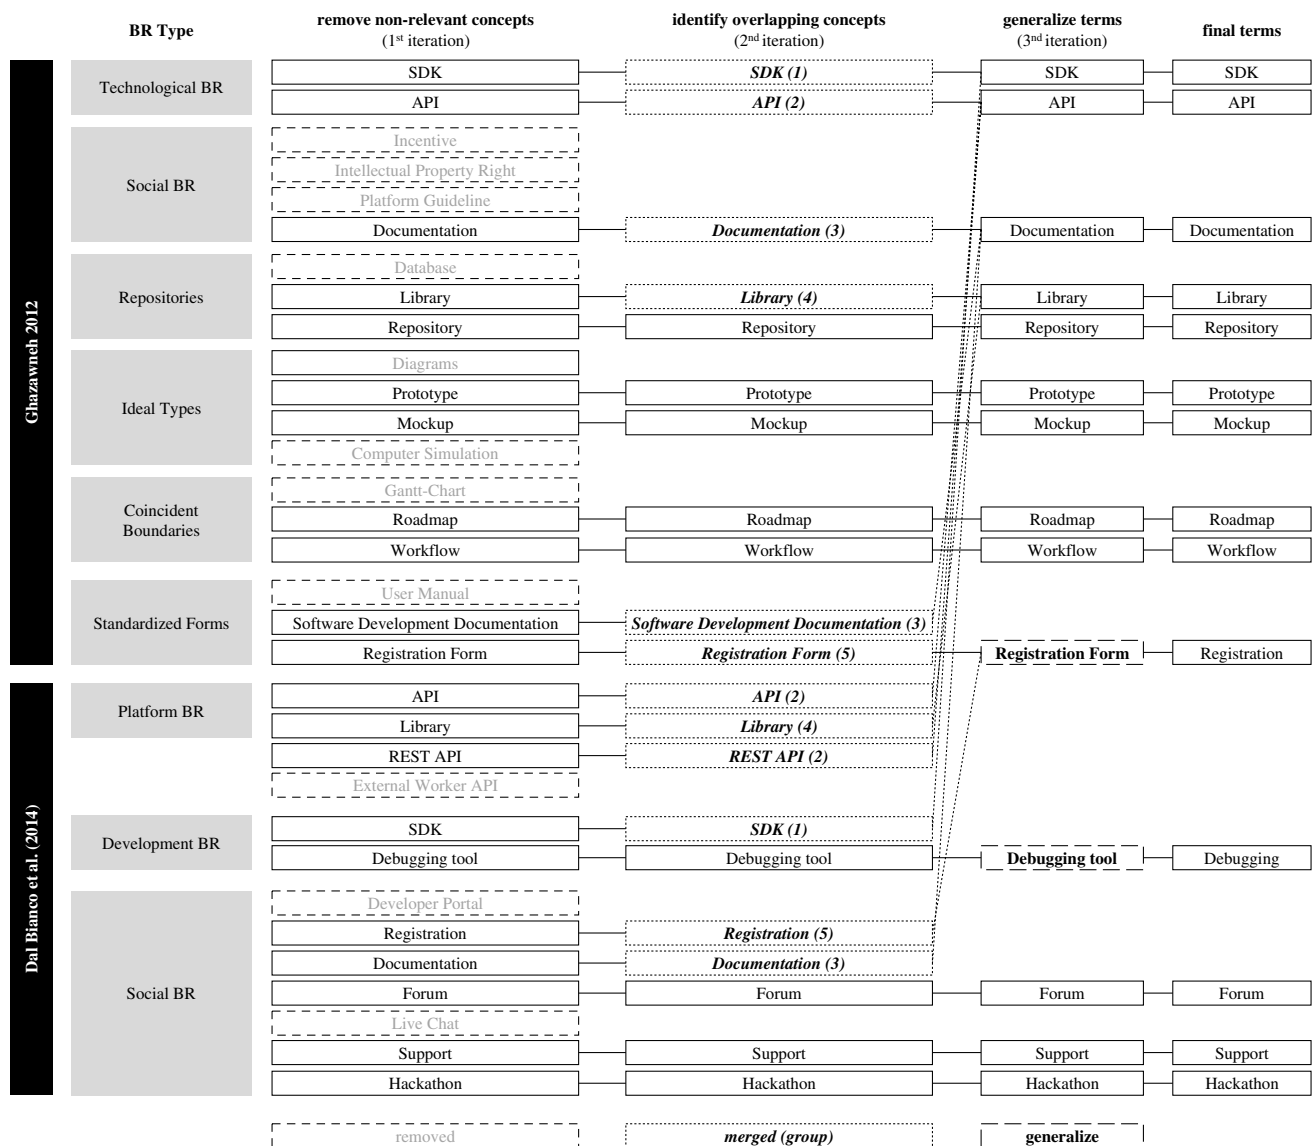 BR Type
remove non-relevant concepts
(1st iteration)
identify overlapping concepts
(2nd iteration)
generalize terms
(3rd iteration)
final terms
Ghazawneh 2012
Technological BR
SDK
SDK (1)
SDK
SDK
API
API (2)
API
API
Social BR
Incentive
Intellectual Property Right
Platform Guideline
Documentation
Documentation (3)
Documentation
Documentation
Repositories
Database
Library
Library (4)
Library
Library
Repository
Repository
Repository
Repository
Ideal Types
Diagrams
Prototype
Prototype
Prototype
Prototype
Mockup
Mockup
Mockup
Mockup
Computer Simulation
Coincident
Boundaries
Gantt-Chart
Roadmap
Roadmap
Roadmap
Roadmap
Workflow
Workflow
Workflow
Workflow
Standardized Forms
User Manual
Software Development Documentation
Software Development Documentation (3)
Registration Form
Registration Form (5)
Registration Form
Registration
Dal Bianco et al. (2014)
Platform BR
API
API (2)
Library
Library (4)
REST API
REST API (2)
External Worker API
Development BR
SDK
SDK (1)
Debugging tool
Debugging tool
Debugging tool
Debugging
Social BR
Developer Portal
Registration
Registration (5)
Documentation
Documentation (3)
Forum
Forum
Forum
Forum
Live Chat
Support
Support
Support
Support
Hackathon
Hackathon
Hackathon
Hackathon
removed
merged (group)
generalize